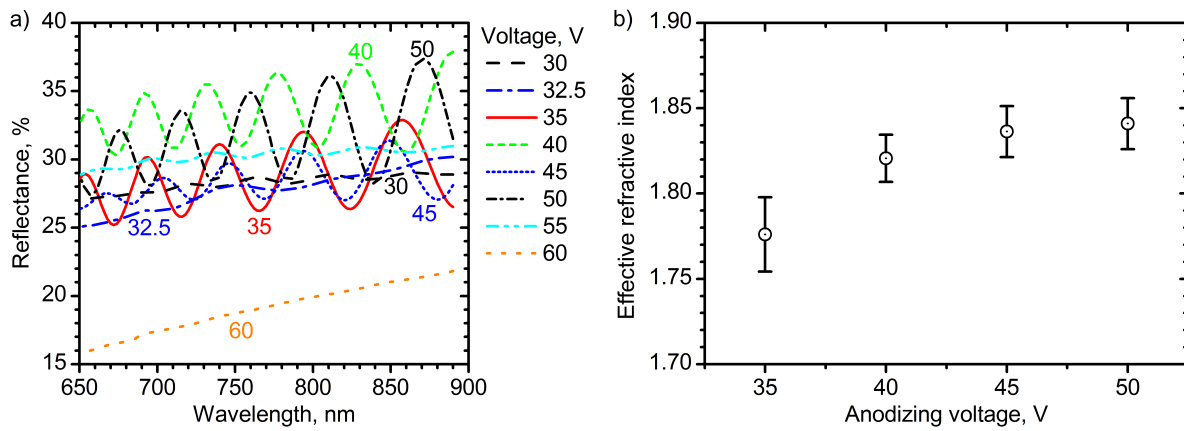 a)
40
35
30
25
20
15
Reflectance, %
650 700 750 800 850 900
Wavelength, nm
40
50
30
32.5
35
45
60
Voltage, V
30
32.5
35
40
45
50
55
60
b)
1.90
1.85
1.80
1.75
1.70
Effective refractive index
35 40 45 50
Anodizing voltage, V